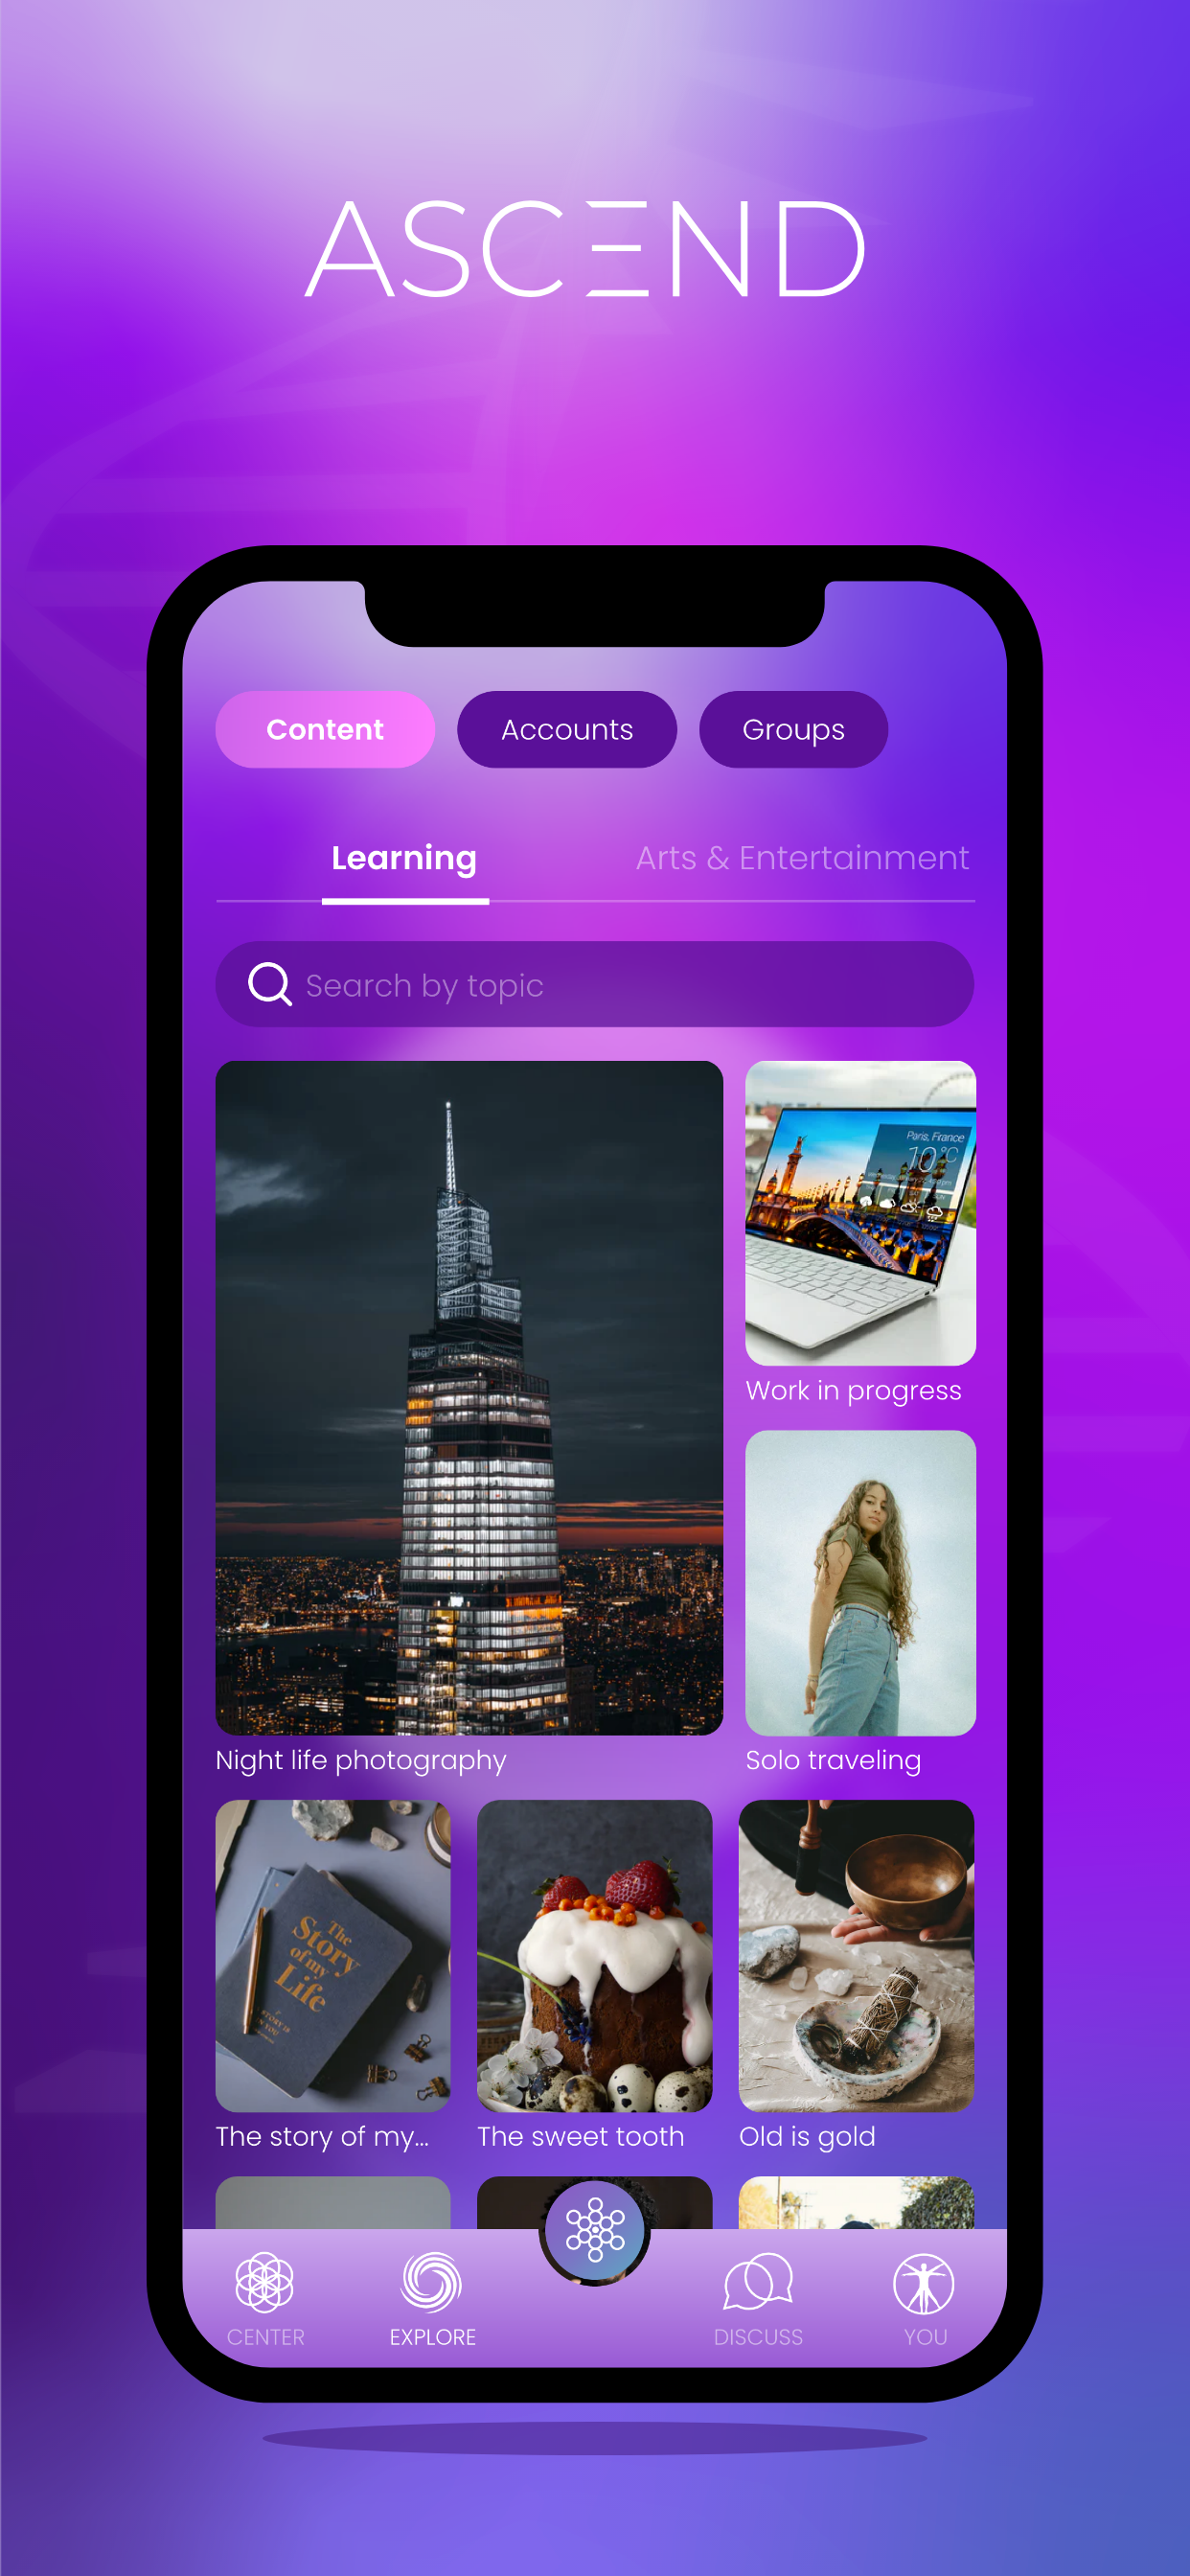 ASCEND
Content
Accounts
Groups
Learning
Arts & Entertainment
Search by topic
Paris, France
10°C
Work in progress
Night life photography
Solo traveling
The
Story
of my
Life
The story of my...
The sweet tooth
Old is gold
CENTER
EXPLORE
DISCUSS
YOU